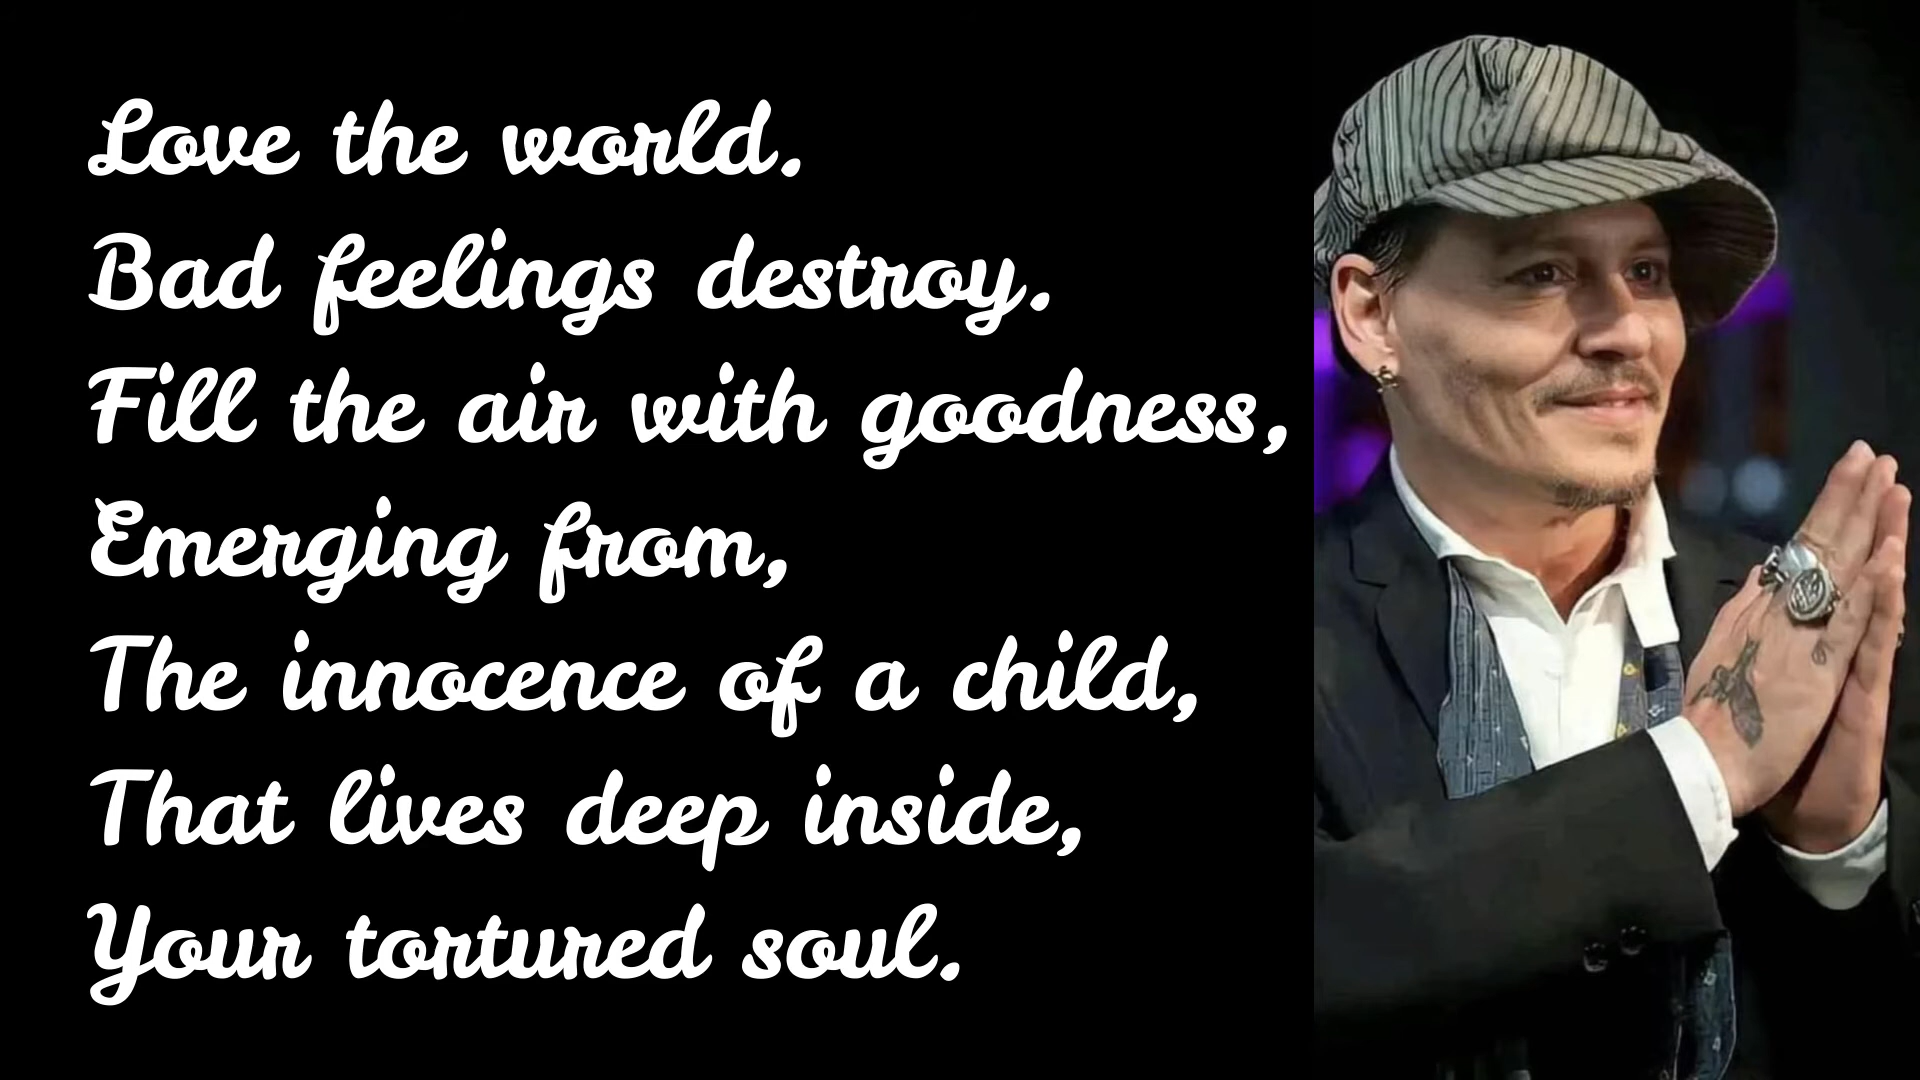 Love the world.
Bad feelings destroy.
Fill the air with goodness,
Emerging from,
The innocence of a child,
That lives deep inside,
Your tortured soul.